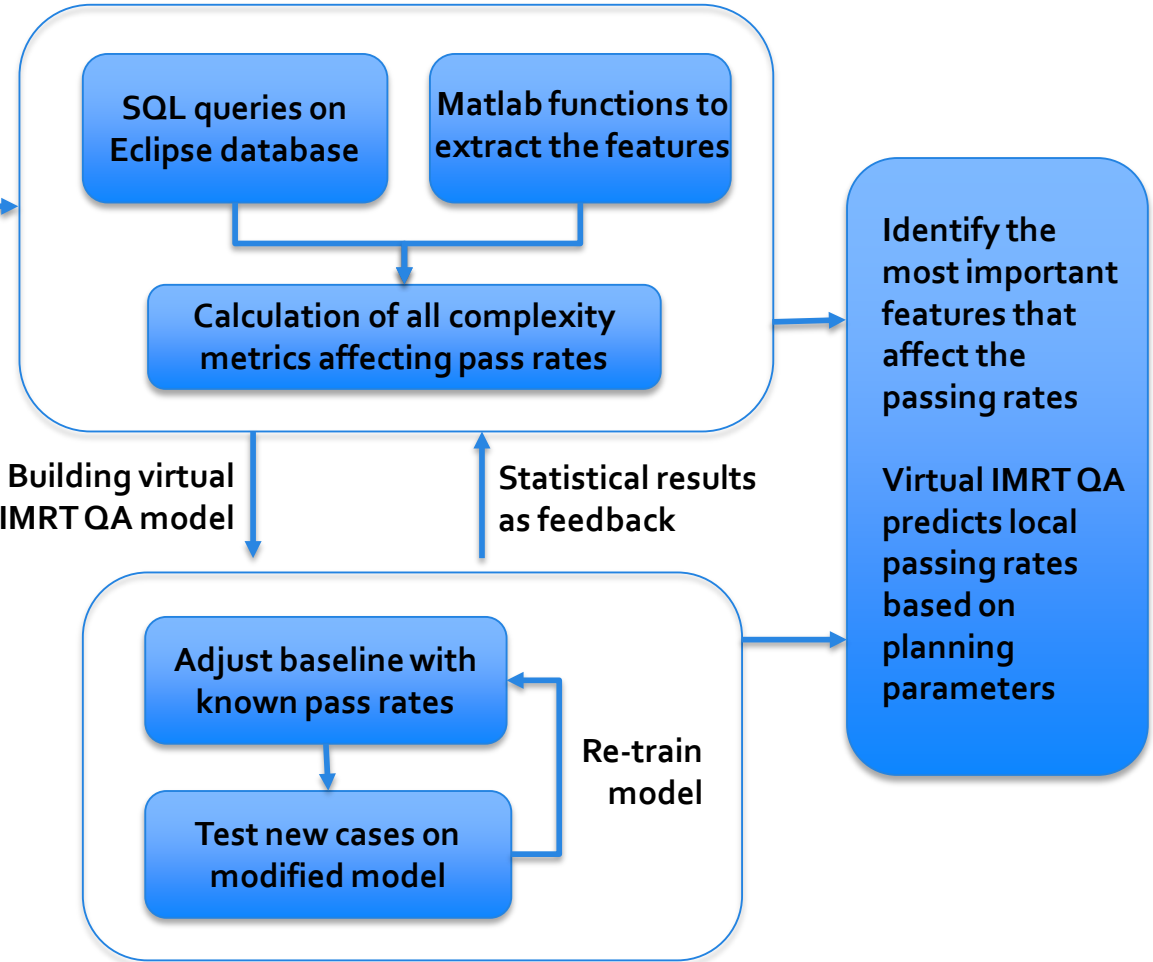 SQL queries on
Eclipse database
Matlab functions to
extract the features
Calculation of all complexity
metrics affecting pass rates
Building virtual
IMRT QA model
Statistical results
as feedback
Adjust baseline with
known pass rates
Test new cases on
modified model
Re-train
model
Identify the
most important
features that
affect the
passing rates
Virtual IMRT QA
predicts local
passing rates
based on
planning
parameters